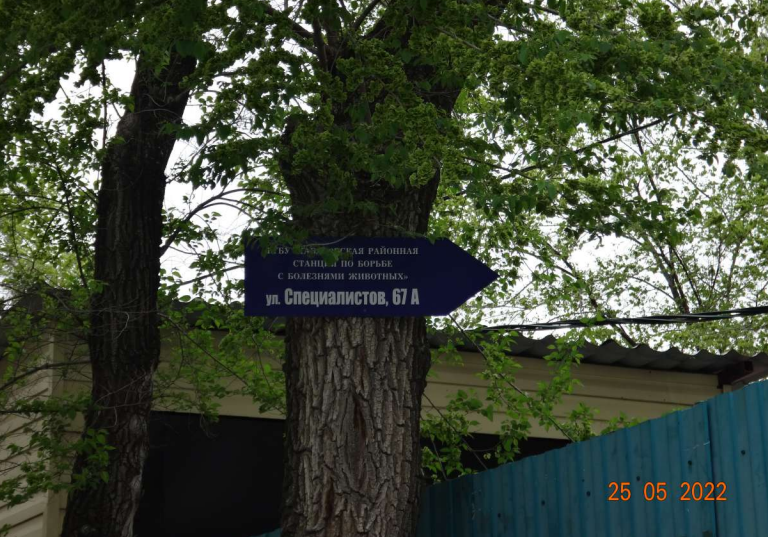 РАЙОННАЯ
СТАНЦИЯ ПО БОРЬБЕ
С БОЛЕЗНЯМИ ЖИВОТНЫХ»
ул. Специалистов, 67 А
25 05 2022